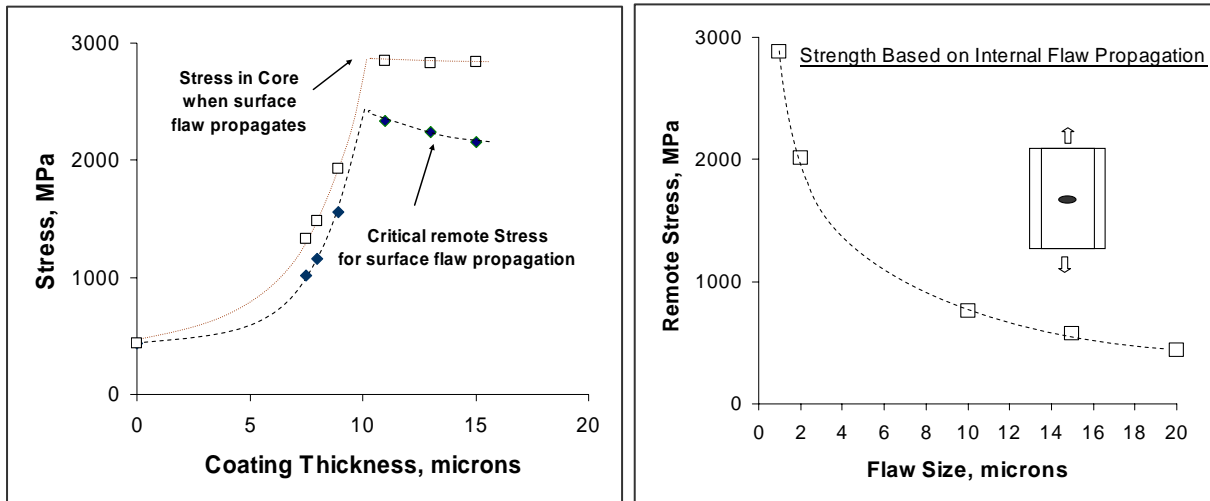 3000
2000
1000
0
0
5
10
15
20
Stress, MPa
Coating Thickness, microns
Stress in Core
when surface
flaw propagates
Critical remote Stress
for surface flaw propagation
3000
2000
1000
0
0
2
4
6
8
10
12
14
16
18
20
Remote Stress, MPa
Flaw Size, microns
Strength Based on Internal Flaw Propagation